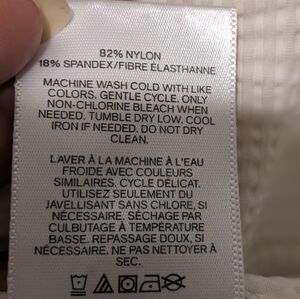 82% NYLON
18% SPANDEX/FIBRE ÉLASTHANNE
MACHINE WASH COLD WITH LIKE
COLORS. GENTLE CYCLE. ONLY
NON-CHLORINE BLEACH WHEN
NEEDED. TUMBLE DRY LOW. COOL
IRON IF NEEDED. DO NOT DRY
CLEAN.
LAVER À LA MACHINE À L'EAU
FROIDE AVEC COULEURS
SIMILAIRES. CYCLE DÉLICAT.
UTILISEZ SEULEMENT DU
JAVELLISANT SANS CHLORE, SI
NÉCESSAIRE. SÉCHAGE PAR
CULBUTAGE À TEMPÉRATURE
BASSE. REPASSAGE DOUX, SI
NÉCESSAIRE. NE PAS NETTOYER À
SEC.